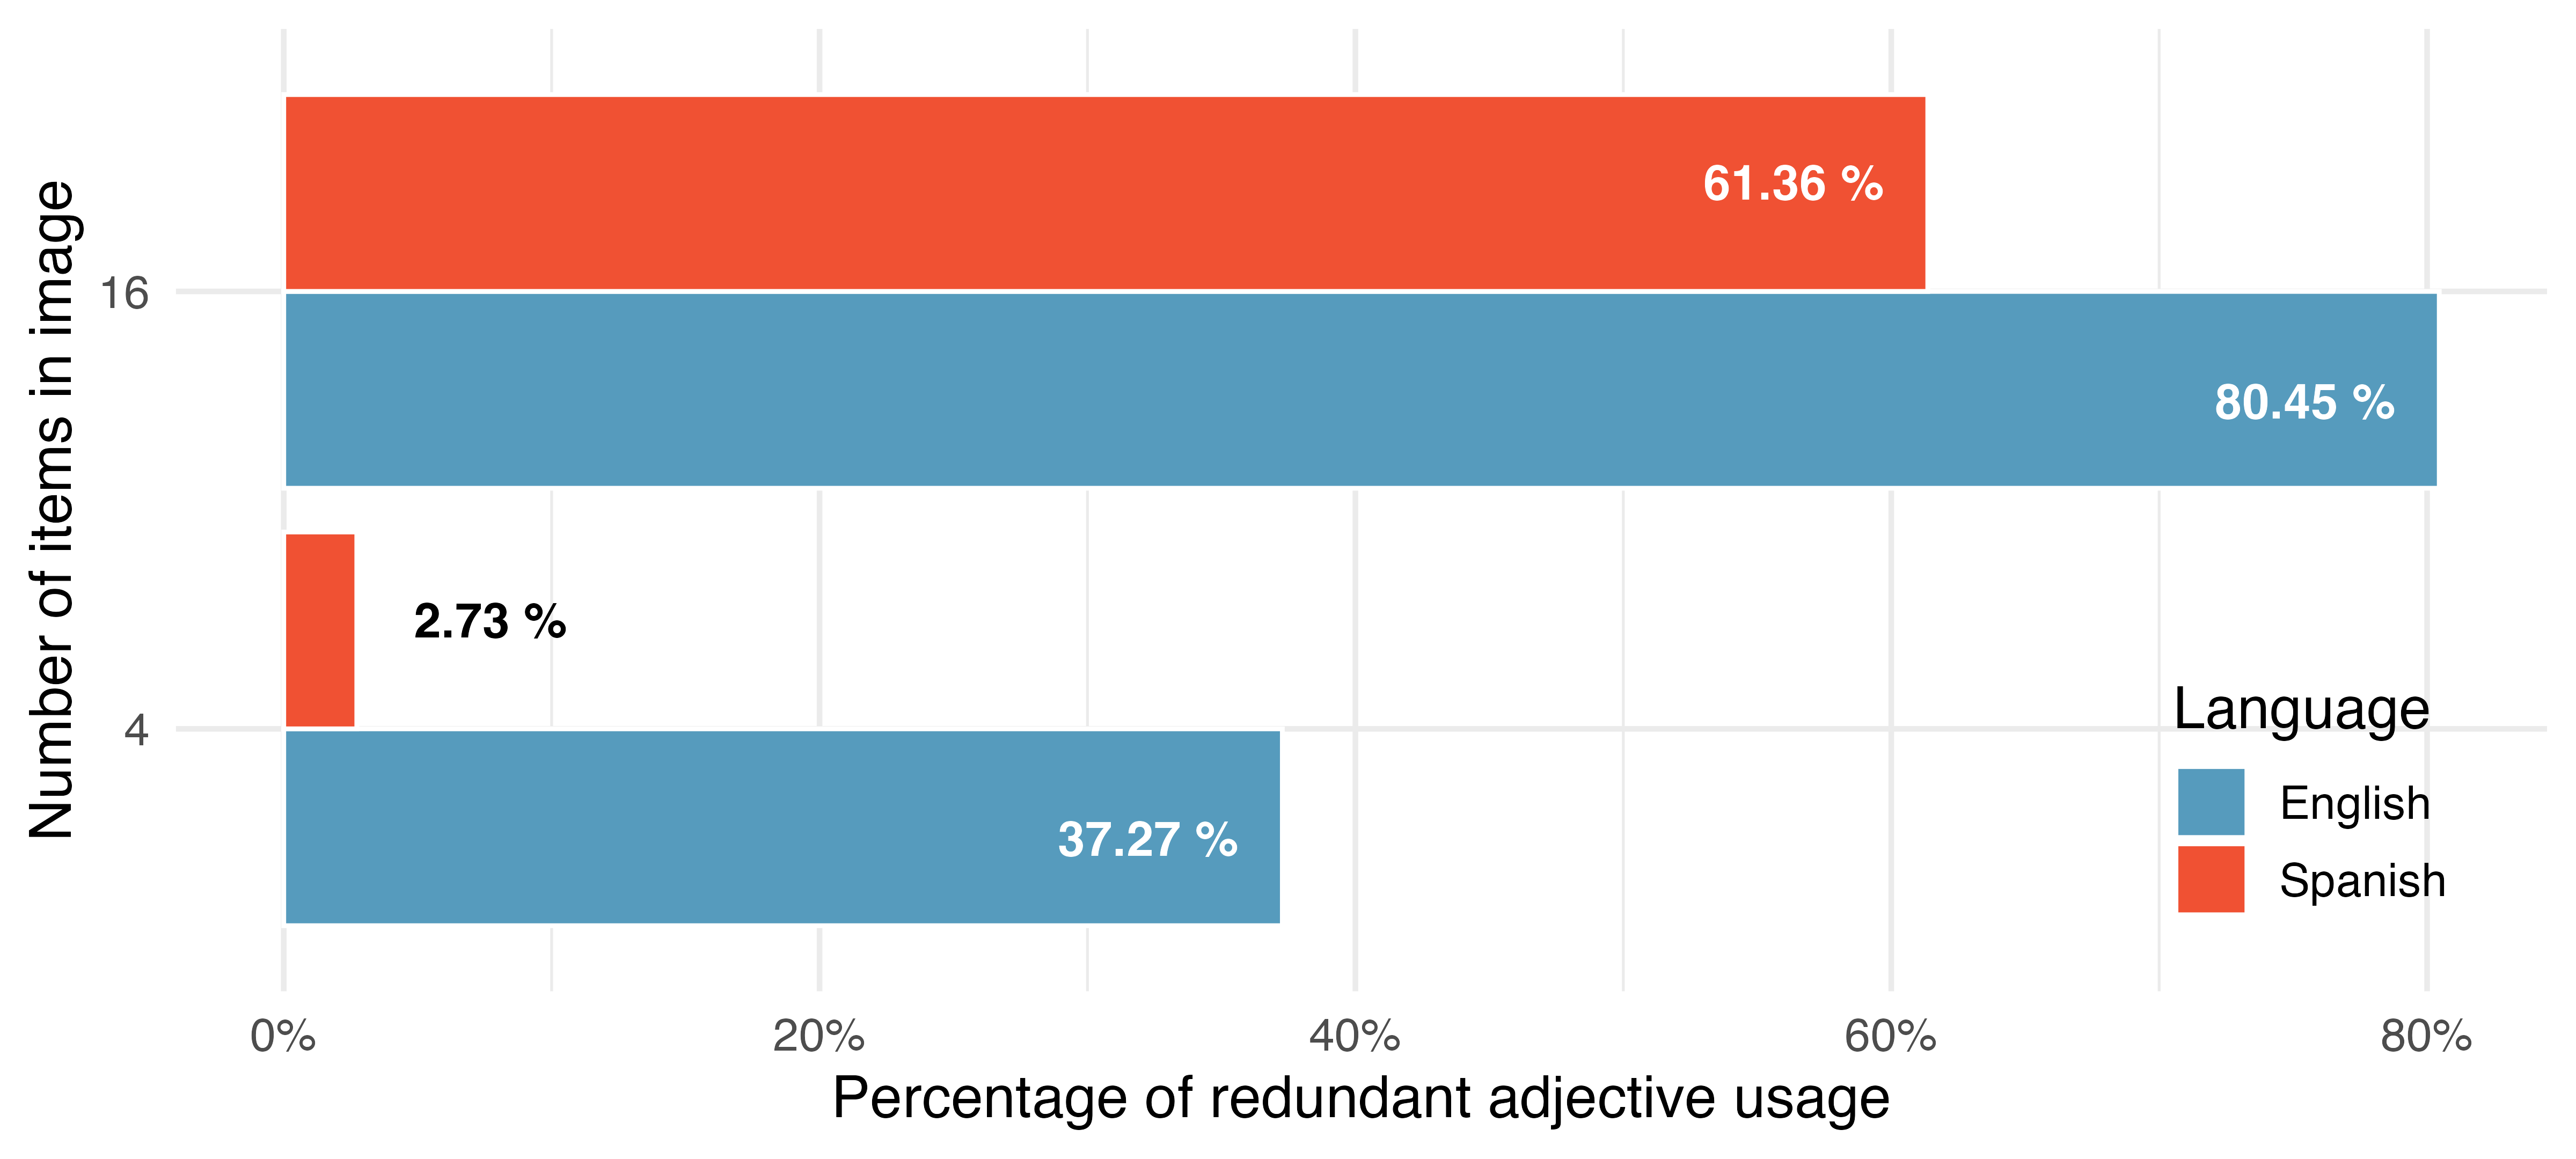 Number of items in image
16
61.36 %
80.45 %
4
2.73 %
37.27 %
Language
English
Spanish
0% 20% 40% 60% 80%
Percentage of redundant adjective usage